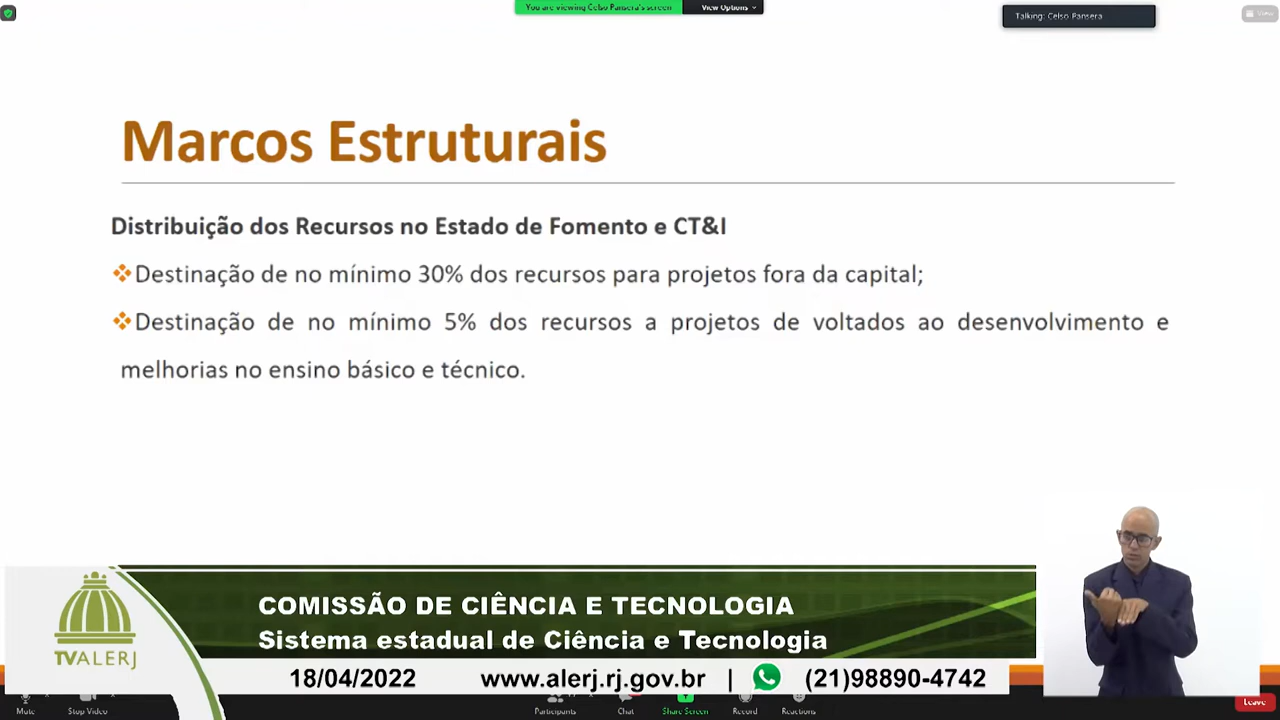 You are viewing Celso Pansera's screen
View Options
Talking: Celso Pansera
View
Marcos Estruturais
Distribuição dos Recursos no Estado de Fomento e CT&I
❖Destinação de no mínimo 30% dos recursos para projetos fora da capital;
❖Destinação de no mínimo 5% dos recursos a projetos de voltados ao desenvolvimento e
melhorias no ensino básico e técnico.
COMISSÃO DE CIÊNCIA E TECNOLOGIA
Sistema estadual de Ciência e Tecnologia
TVALERJ
18/04/2022 www.alerj.rj.gov.br | (21)98890-4742
Mute Stop Video Participants Chat Share Screen Record Reactions Leave